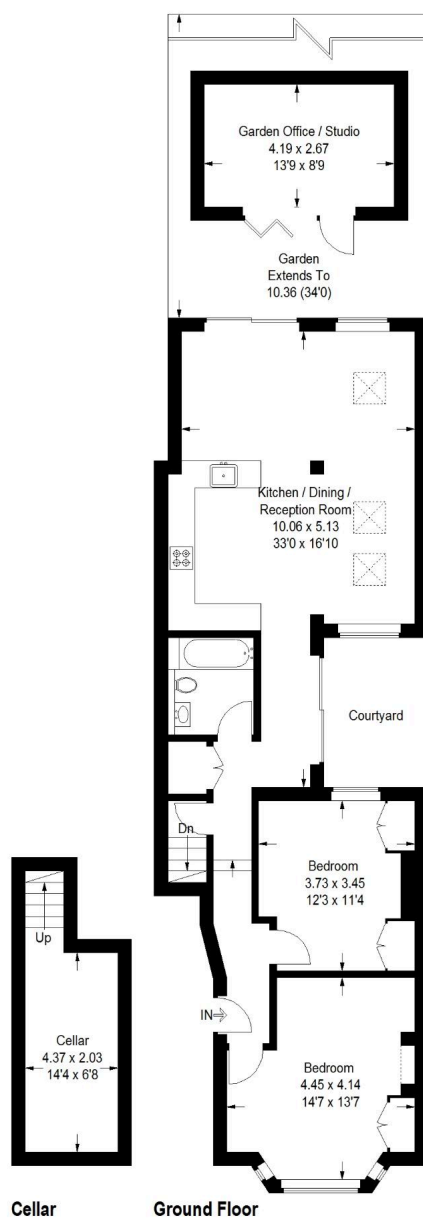 Garden Office / Studio
4.19 x 2.67
13'9 x 8'9
Garden
Extends To
10.36 (34'0)
Kitchen / Dining /
Reception Room
10.06 x 5.13
33'0 x 16'10
Courtyard
Dn
Bedroom
3.73 x 3.45
12'3 x 11'4
Up
IN
Cellar
4.37 x 2.03
14'4 x 6'8
Bedroom
4.45 x 4.14
14'7 x 13'7
Cellar
Ground Floor